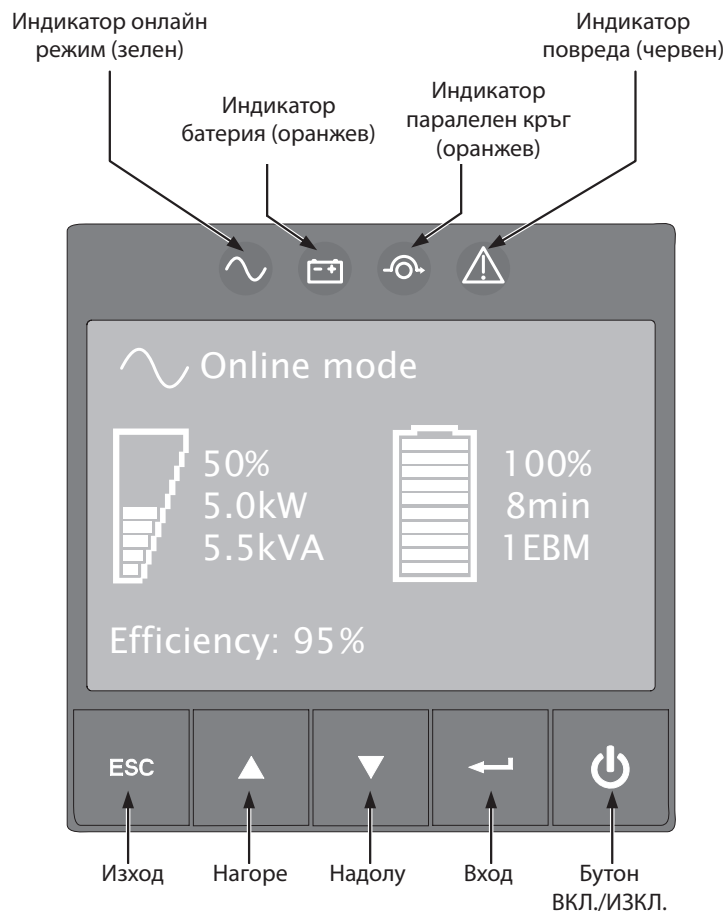 Индикатор онлайн
режим (зелен)
Индикатор
повреда (червен)
Индикатор
батерия (оранжев)
Индикатор
паралелен кръг
(оранжев)
Online mode
50%
5.0kW
5.5kVA
100%
8min
1EBM
Efficiency: 95%
ESC
Изход
Нагоре
Надолу
Вход
Бутон
ВКЛ./ИЗКЛ.